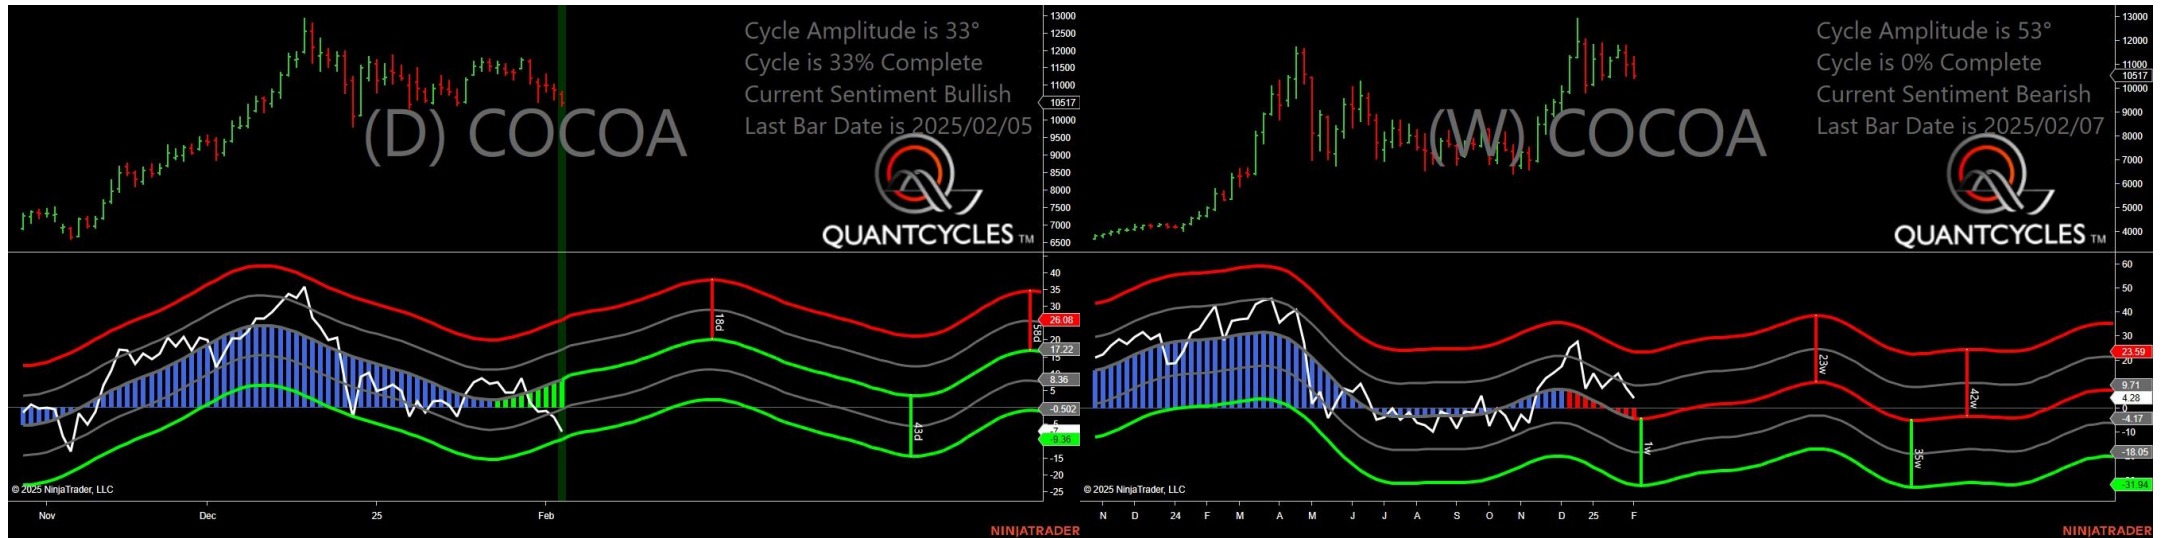 Cycle Amplitude is 33°
Cycle is 33% Complete
Current Sentiment Bullish
Last Bar Date is 2025/02/05
(D) COCOA
QUANTCYCLES TM
13000
12500
12000
11500
11000
10517
10000
9500
9000
8500
8000
7500
7000
6500
40
35
30
26.08
20
17.22
15
8.36
5
-0.502
-7
-9.36
-15
-20
-25
18d
43d
58d
© 2025 NinjaTrader, LLC
Nov
Dec
25
Feb
NINJATRADER
Cycle Amplitude is 53°
Cycle is 0% Complete
Current Sentiment Bearish
Last Bar Date is 2025/02/07
(W) COCOA
QUANTCYCLES TM
13000
12000
11000
10517
10000
9000
8000
7000
6000
5000
4000
60
50
40
30
23.59
20
9.71
4.28
0
-4.17
-10
-18.05
-31.94
1w
23w
35w
42w
© 2025 NinjaTrader, LLC
N D 24 F M A M J J A S O N D 25 F
NINJATRADER